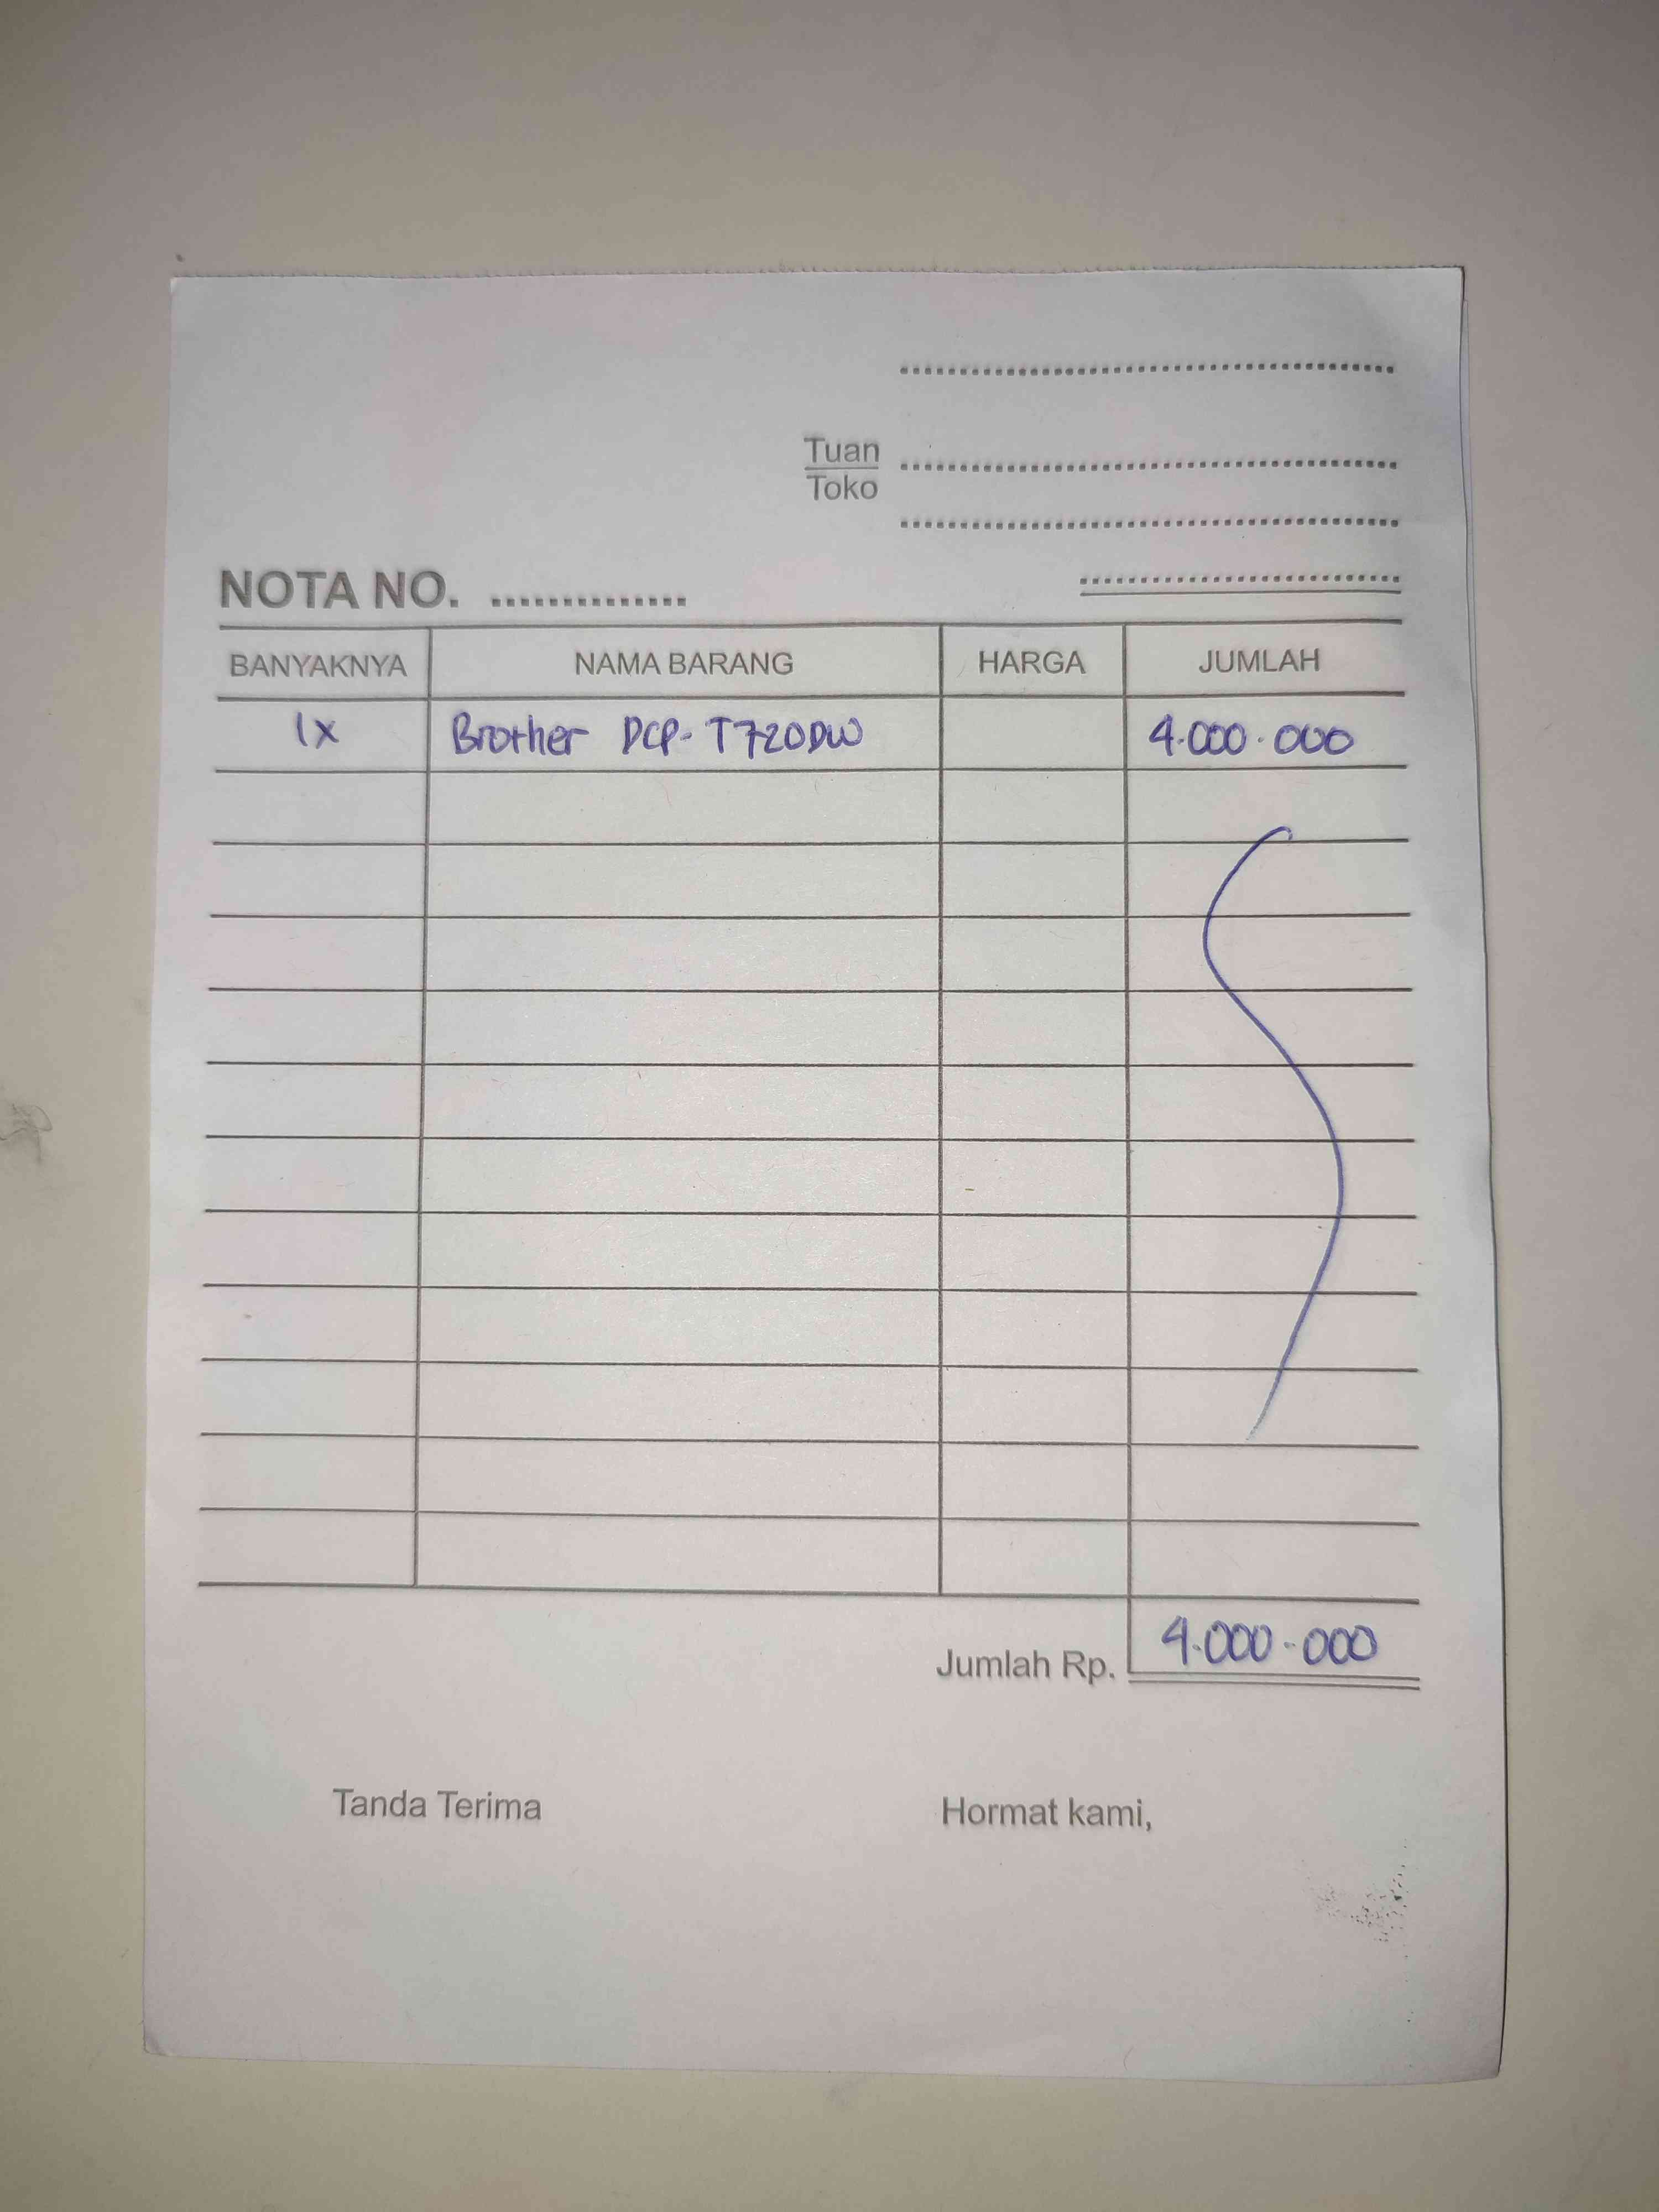 Tuan
Toko
NOTA NO. ..............
BANYAKNYA NAMA BARANG HARGA JUMLAH
1x Brother DCP-T720DW 4.000.000
Jumlah Rp. 4.000.000
Tanda Terima Hormat kami,